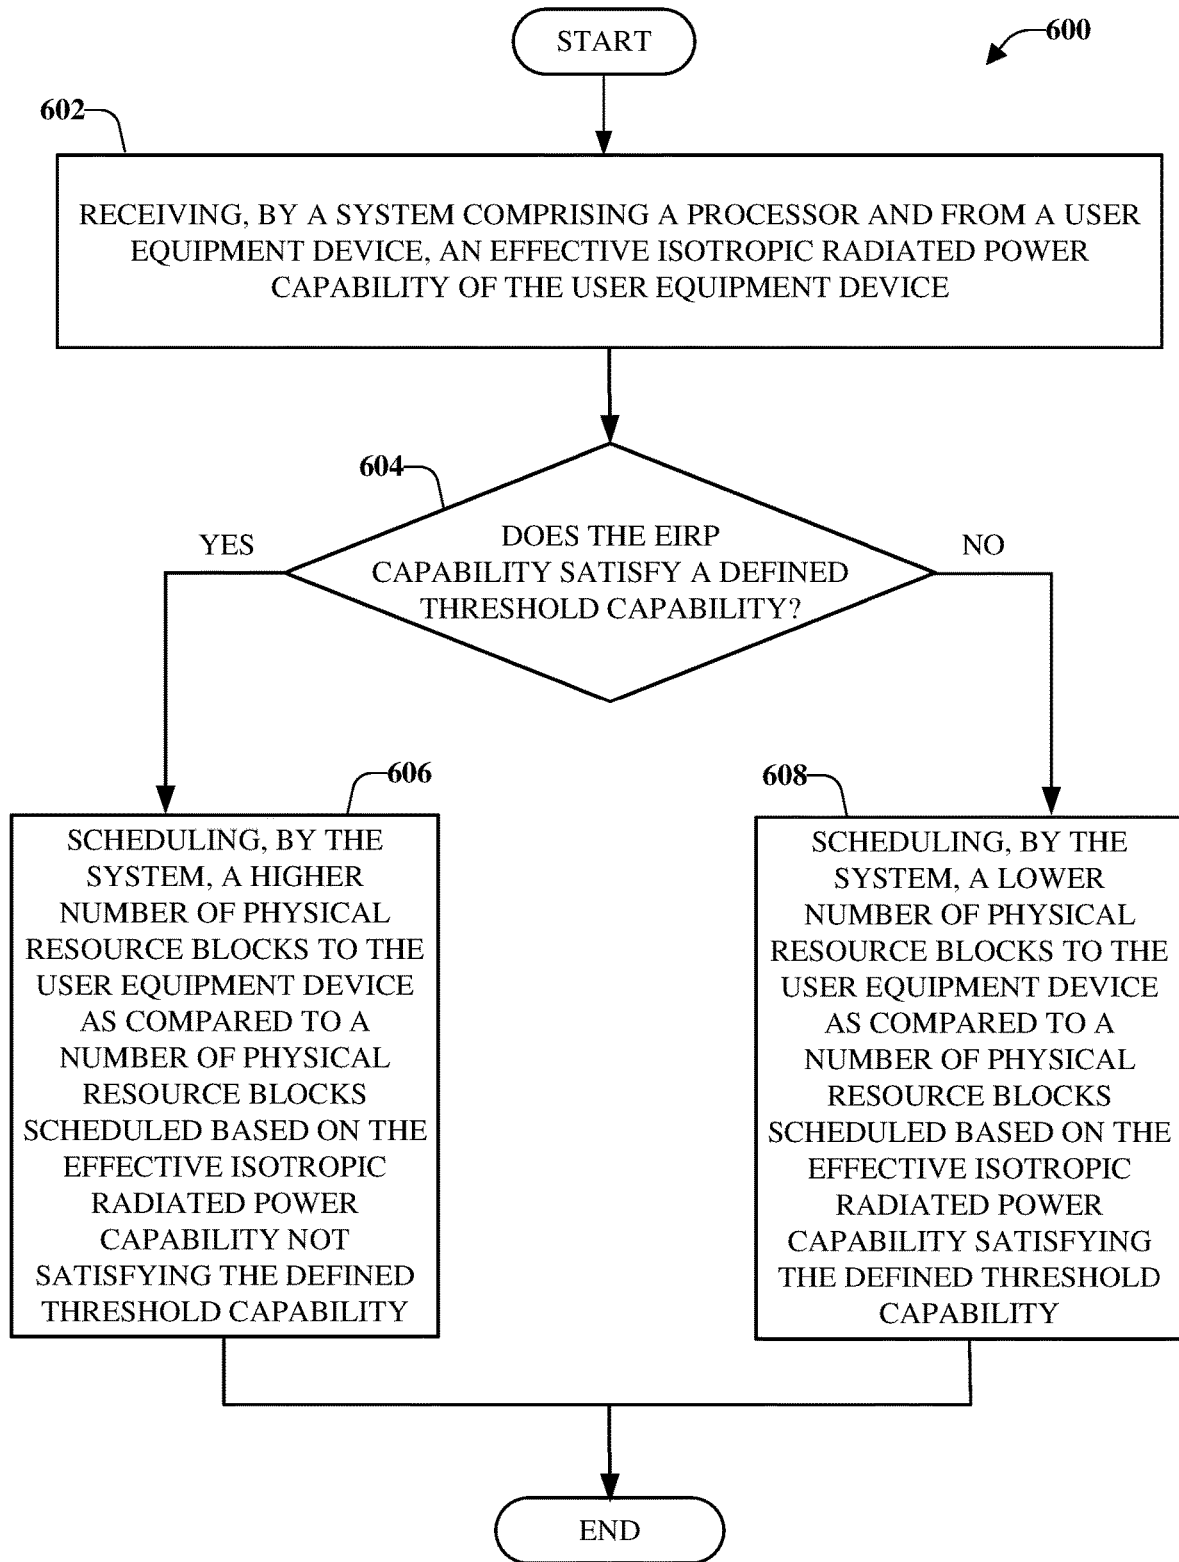 START
600
602
RECEIVING, BY A SYSTEM COMPRISING A PROCESSOR AND FROM A USER
EQUIPMENT DEVICE, AN EFFECTIVE ISOTROPIC RADIATED POWER
CAPABILITY OF THE USER EQUIPMENT DEVICE
604
YES
DOES THE EIRP
CAPABILITY SATISFY A DEFINED
THRESHOLD CAPABILITY?
NO
606
SCHEDULING, BY THE
SYSTEM, A HIGHER
NUMBER OF PHYSICAL
RESOURCE BLOCKS TO THE
USER EQUIPMENT DEVICE
AS COMPARED TO A
NUMBER OF PHYSICAL
RESOURCE BLOCKS
SCHEDULED BASED ON THE
EFFECTIVE ISOTROPIC
RADIATED POWER
CAPABILITY NOT
SATISFYING THE DEFINED
THRESHOLD CAPABILITY
608
SCHEDULING, BY THE
SYSTEM, A LOWER
NUMBER OF PHYSICAL
RESOURCE BLOCKS TO THE
USER EQUIPMENT DEVICE
AS COMPARED TO A
NUMBER OF PHYSICAL
RESOURCE BLOCKS
SCHEDULED BASED ON THE
EFFECTIVE ISOTROPIC
RADIATED POWER
CAPABILITY SATISFYING
THE DEFINED THRESHOLD
CAPABILITY
END